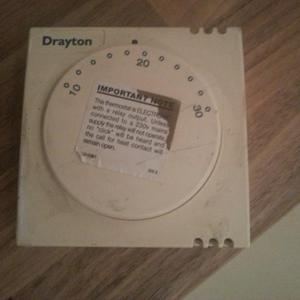 Drayton
10 20 30
IMPORTANT NOTE
The thermostat is ELECTRONIC
with a relay output. Unless
connected to a 230v mains
supply the relay will not operate,
no "click" will be heard and
the call for heat contact will
remain open.